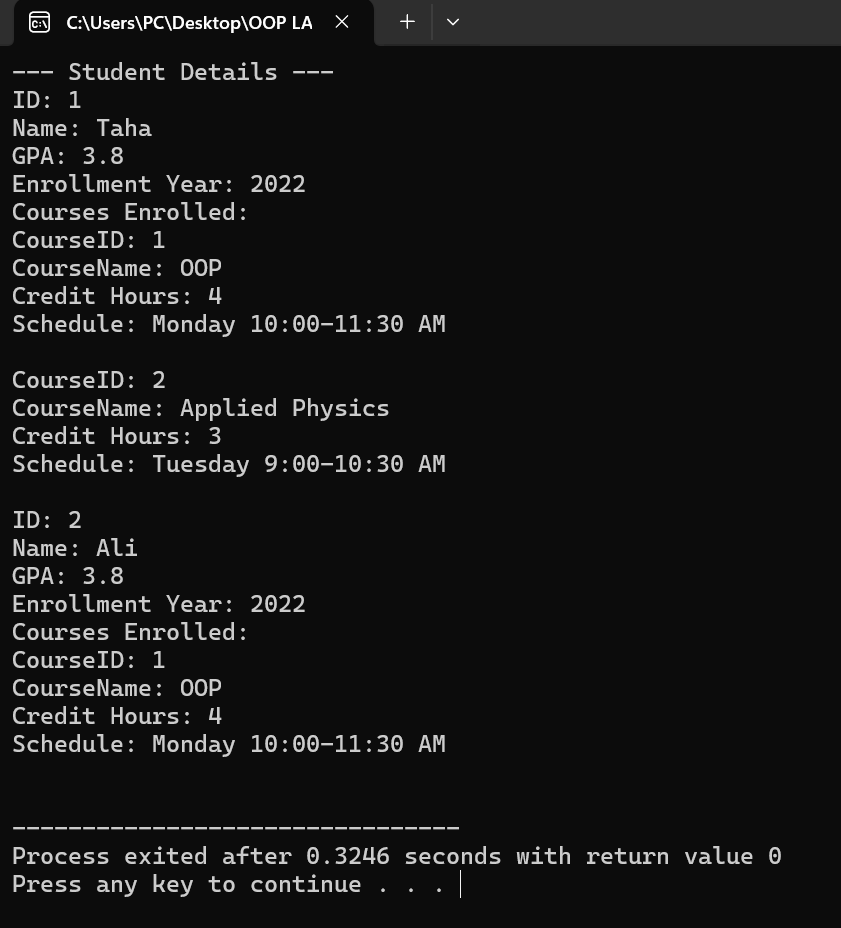 C:\Users\PC\Desktop\OOP LA
--- Student Details ---
ID: 1
Name: Taha
GPA: 3.8
Enrollment Year: 2022
Courses Enrolled:
CourseID: 1
CourseName: OOP
Credit Hours: 4
Schedule: Monday 10:00-11:30 AM
CourseID: 2
CourseName: Applied Physics
Credit Hours: 3
Schedule: Tuesday 9:00-10:30 AM
ID: 2
Name: Ali
GPA: 3.8
Enrollment Year: 2022
Courses Enrolled:
CourseID: 1
CourseName: OOP
Credit Hours: 4
Schedule: Monday 10:00-11:30 AM
--------------------------------
Process exited after 0.3246 seconds with return value 0
Press any key to continue . . .